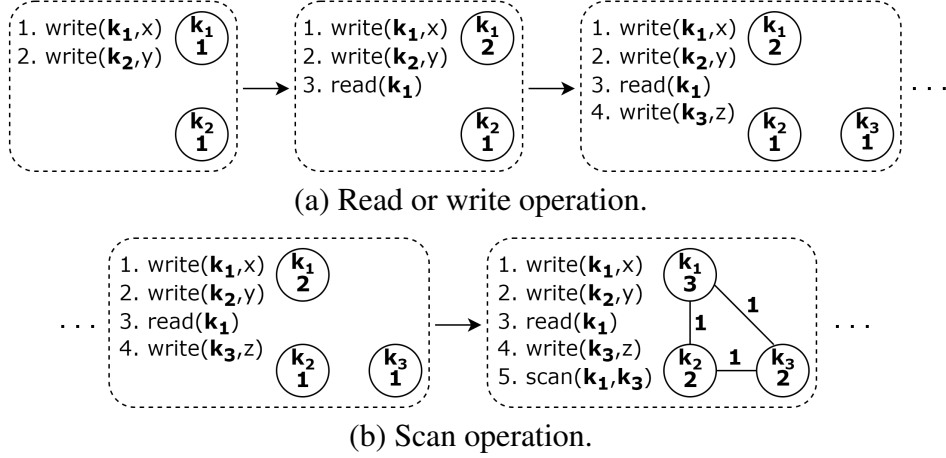 1. write(k₁,x)
2. write(k₂,y)
k₁
1
k₂
1
1. write(k₁,x)
2. write(k₂,y)
3. read(k₁)
k₁
2
k₂
1
1. write(k₁,x)
2. write(k₂,y)
3. read(k₁)
4. write(k₃,z)
k₁
2
k₂
1
k₃
1
. . .
(a) Read or write operation.
. . .
1. write(k₁,x)
2. write(k₂,y)
3. read(k₁)
4. write(k₃,z)
k₁
2
k₂
1
k₃
1
1. write(k₁,x)
2. write(k₂,y)
3. read(k₁)
4. write(k₃,z)
5. scan(k₁,k₃)
k₁
3
1
1
k₂
2
1
k₃
2
. . .
(b) Scan operation.